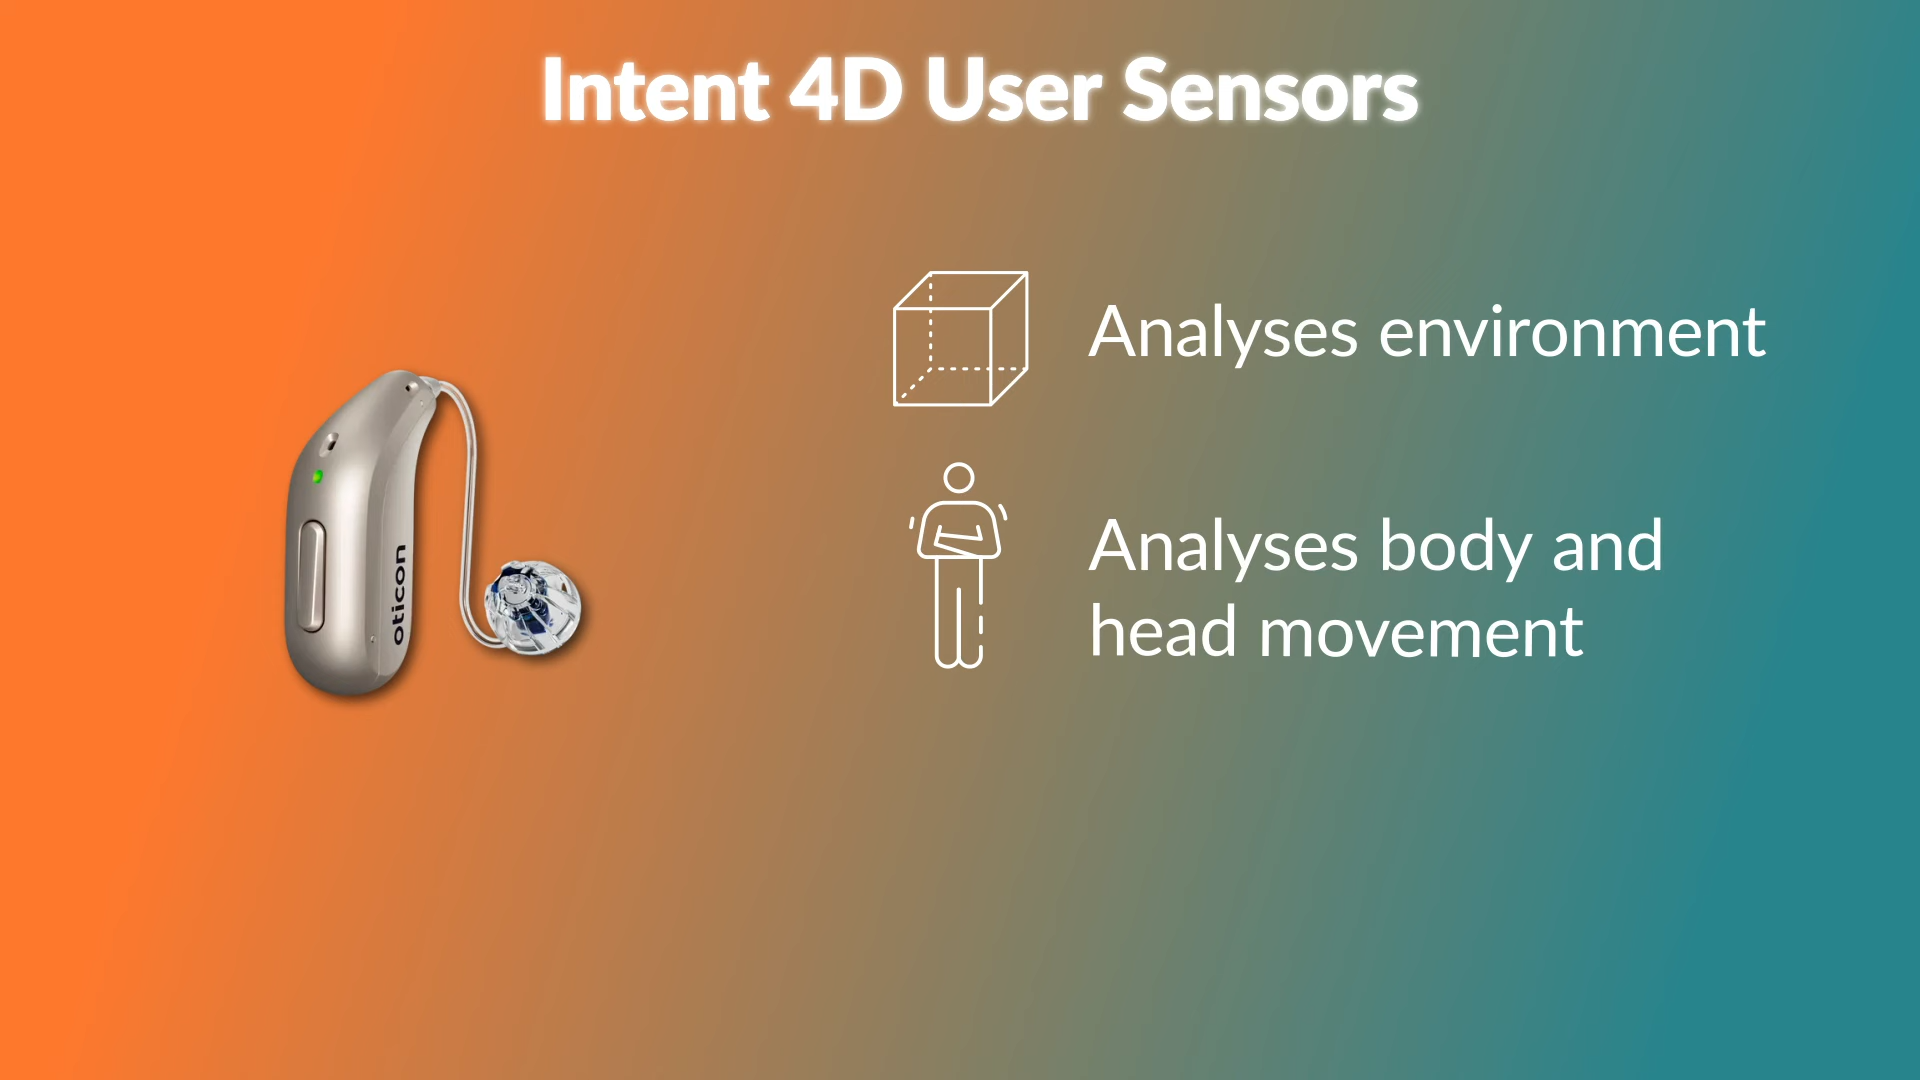 Intent 4D User Sensors
Analyses environment
Analyses body and
head movement
oticon